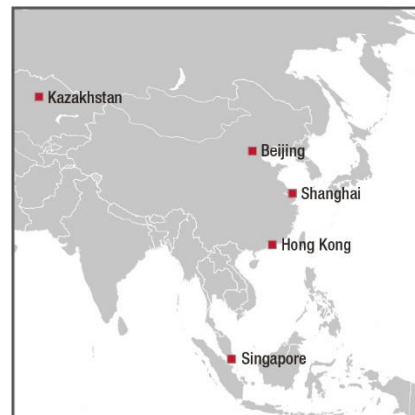 Kazakhstan
Beijing
Shanghai
Hong Kong
Singapore